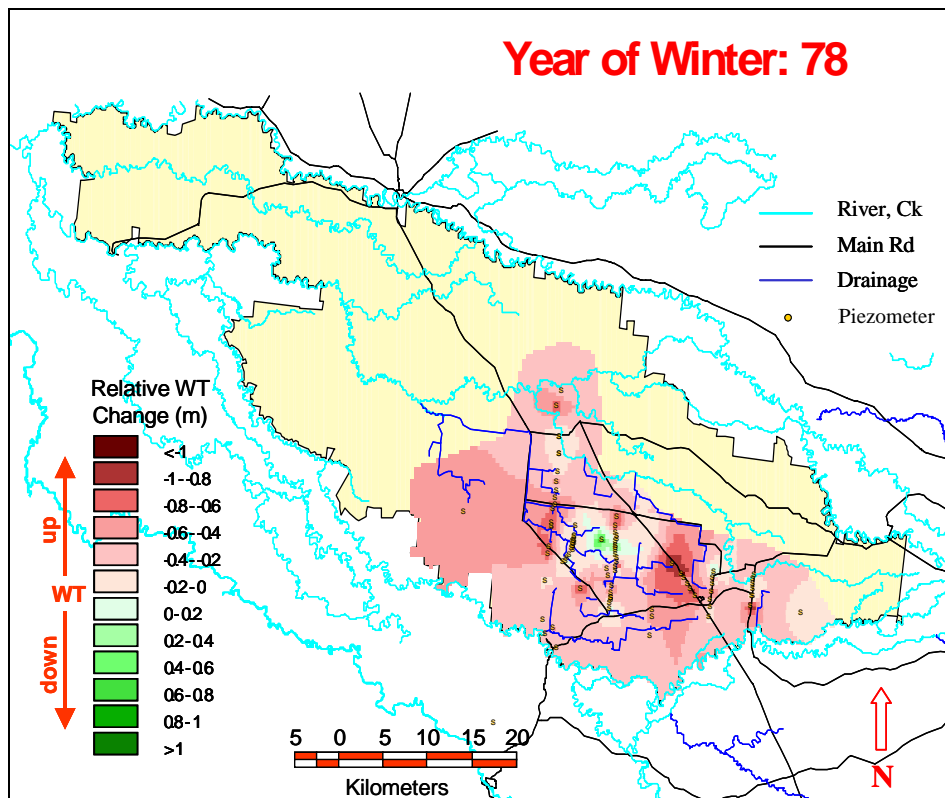 Year of Winter: 78
River, Ck
Main Rd
Drainage
Piezometer
Relative WT
Change (m)
<-1
-1--0.8
-0.8--0.6
-0.6--0.4
-0.4--0.2
-0.2-0
0-0.2
0.2-0.4
0.4-0.6
0.6-0.8
0.8-1
>1
up
WT
down
5 0 5 10 15 20
Kilometers
N